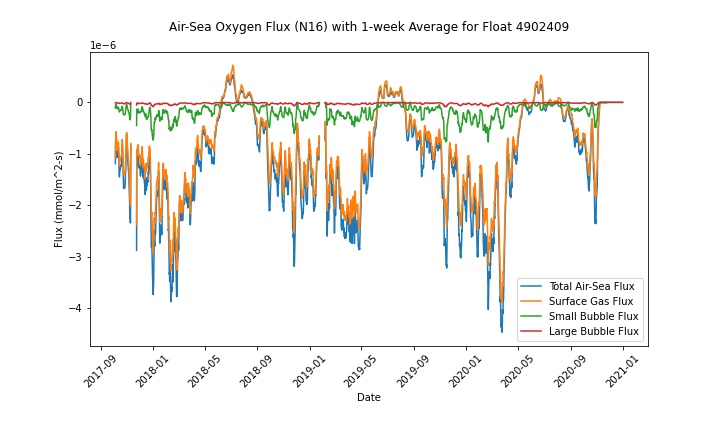 Air-Sea Oxygen Flux (N16) with 1-week Average for Float 4902409
1e−6
0
−1
−2
−3
−4
Flux (mmol/m^2-s)
Total Air-Sea Flux
Surface Gas Flux
Small Bubble Flux
Large Bubble Flux
2017-09
2018-01
2018-05
2018-09
2019-01
2019-05
2019-09
2020-01
2020-05
2020-09
2021-01
Date